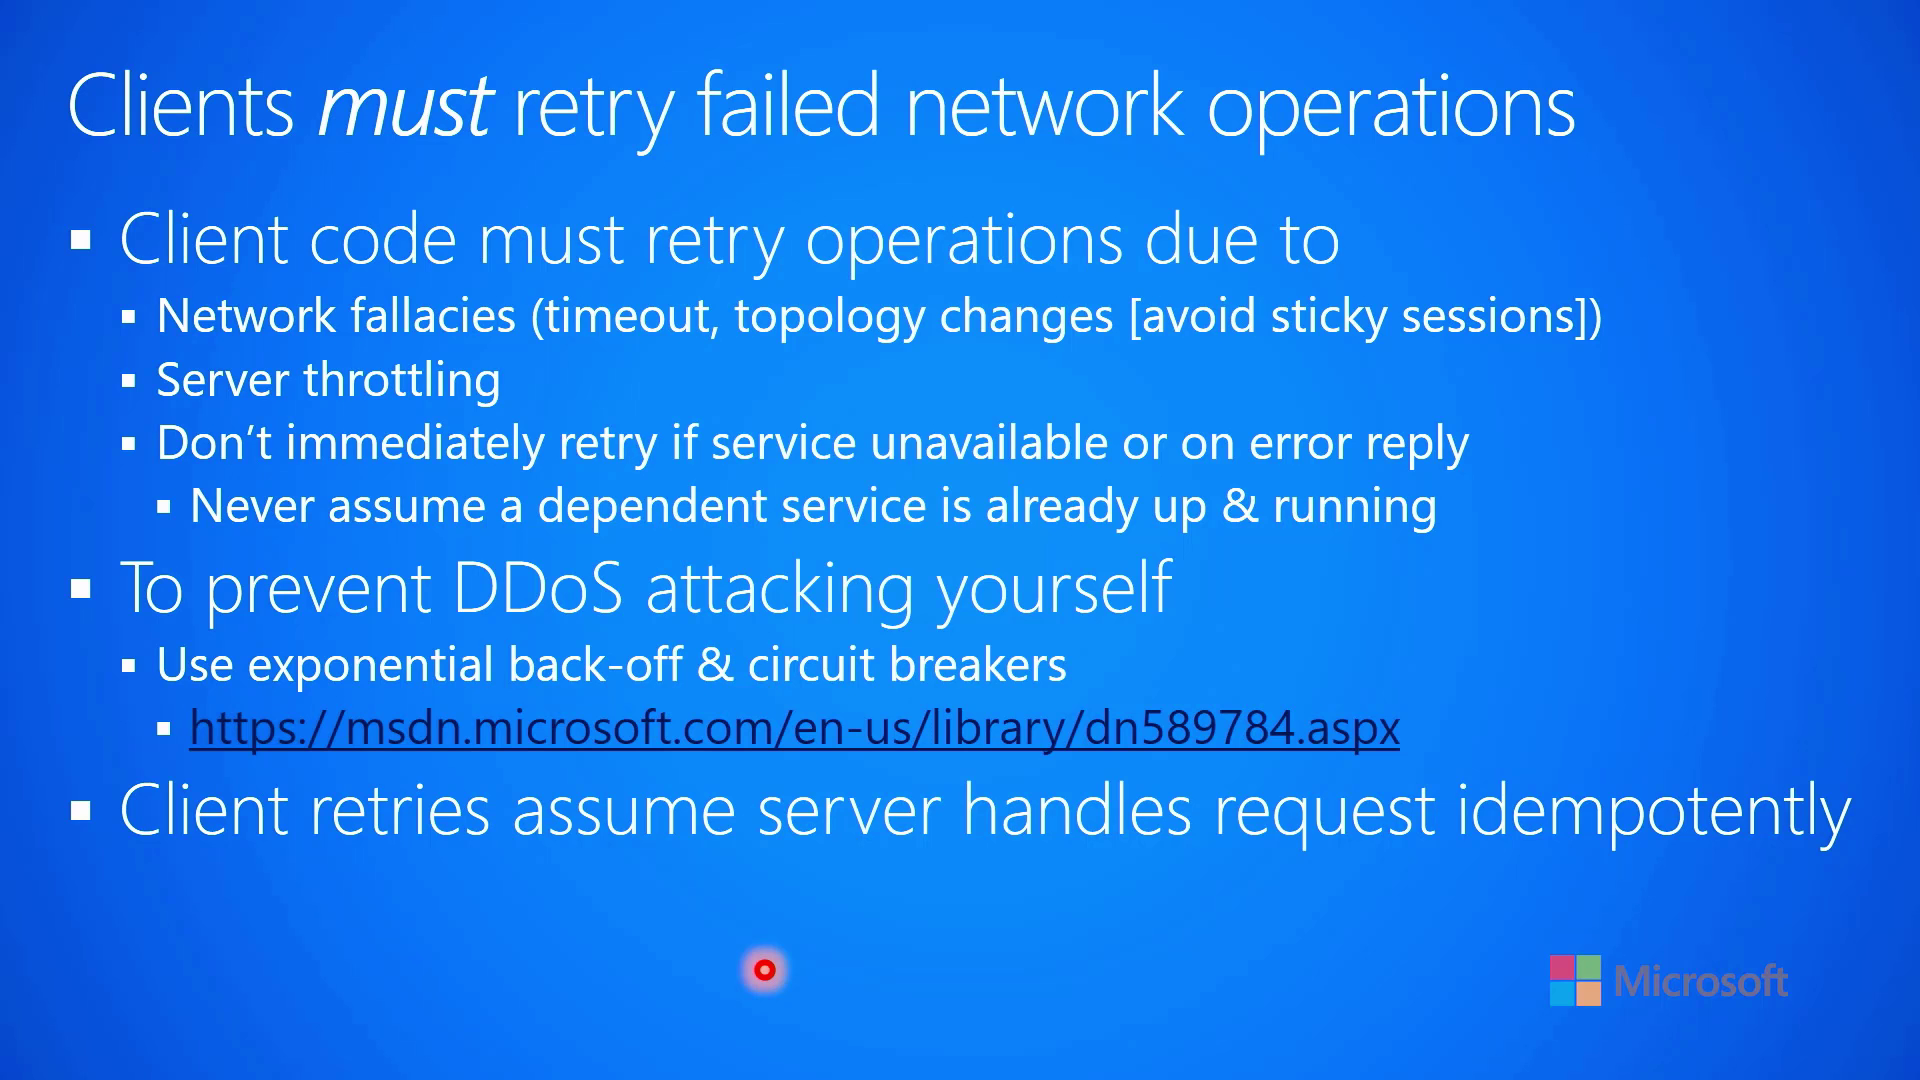 Clients must retry failed network operations
Client code must retry operations due to
Network fallacies (timeout, topology changes [avoid sticky sessions])
Server throttling
Don’t immediately retry if service unavailable or on error reply
Never assume a dependent service is already up & running
To prevent DDoS attacking yourself
Use exponential back-off & circuit breakers
https://msdn.microsoft.com/en-us/library/dn589784.aspx
Client retries assume server handles request idempotently
Microsoft